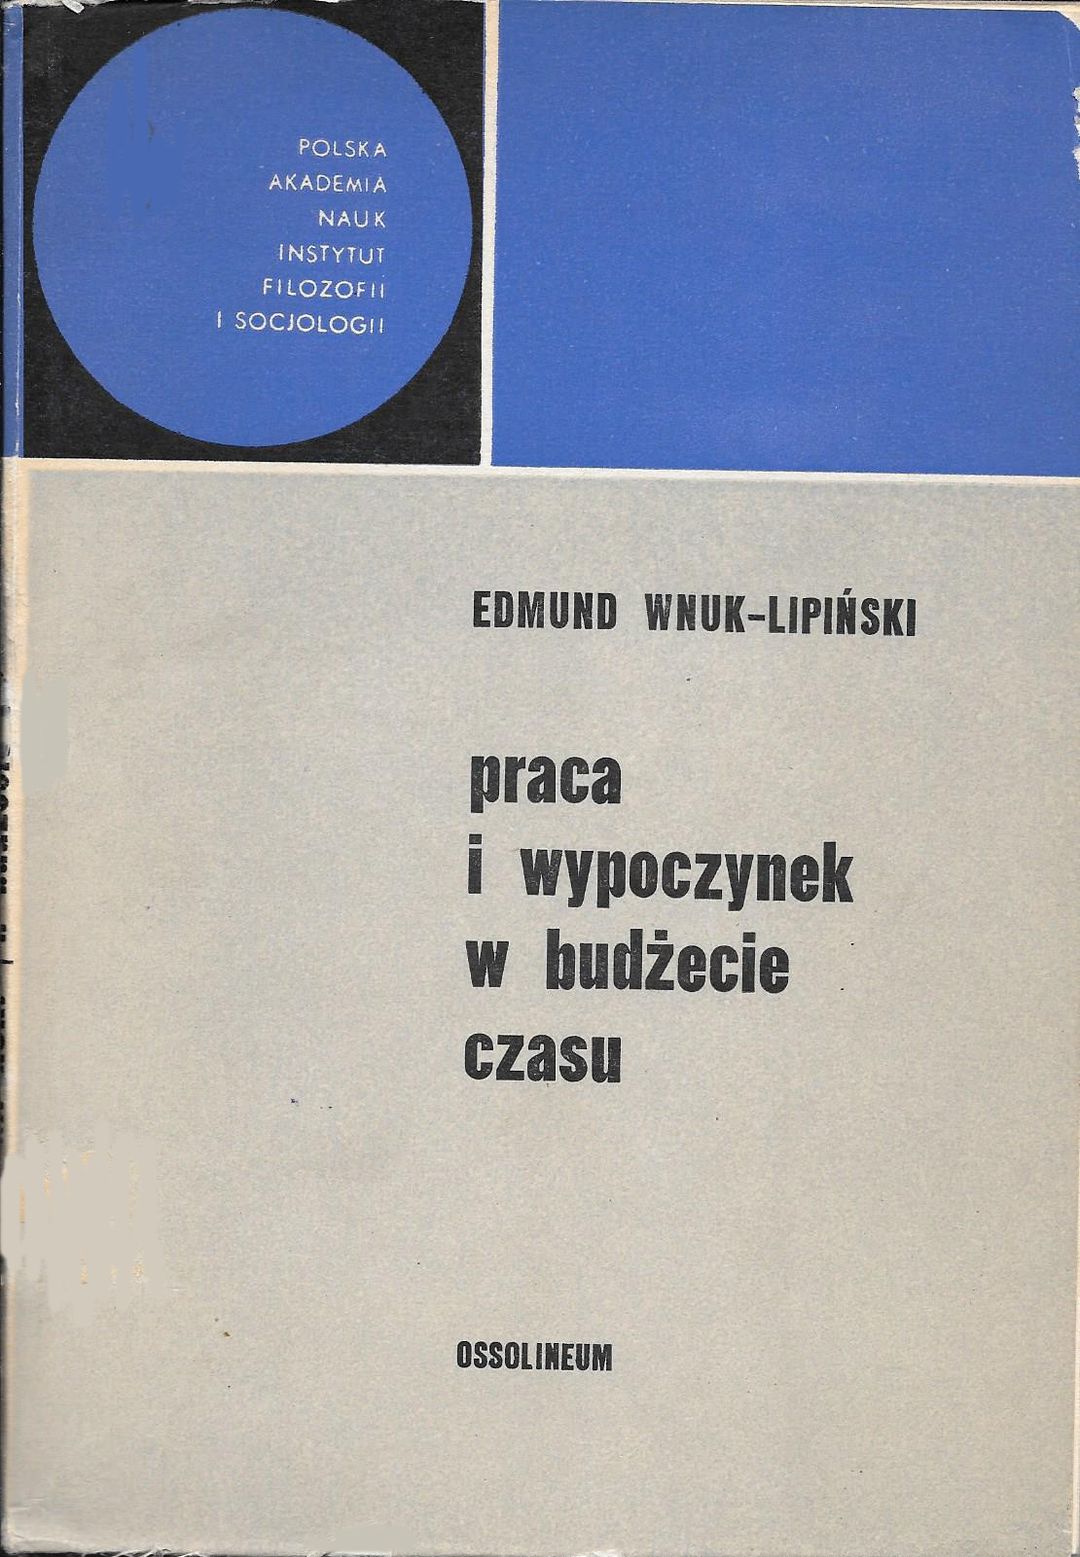 POLSKA
AKADEMIA
NAUK
INSTYTUT
FILOZOFII
I SOCJOLOGII
EDMUND WNUK-LIPIŃSKI
praca
i wypoczynek
w budżecie
czasu
OSSOLINEUM